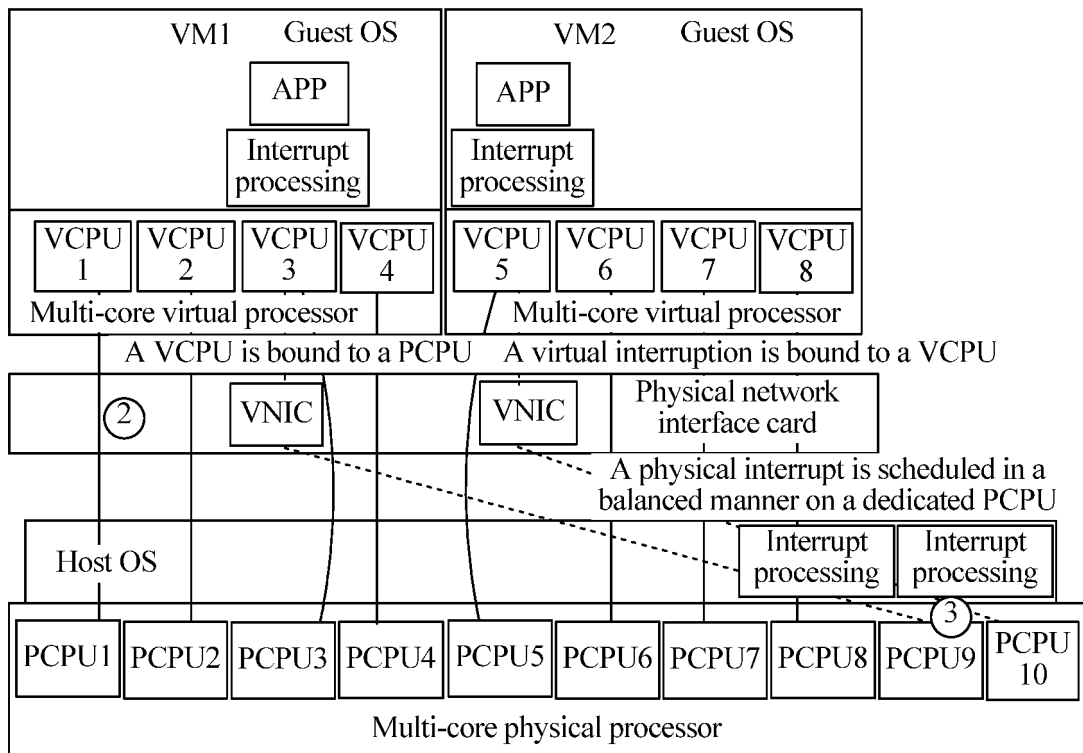 VM1 Guest OS
VM2 Guest OS
APP
APP
Interrupt
processing
Interrupt
processing
VCPU
1
VCPU
2
VCPU
3
VCPU
4
VCPU
5
VCPU
6
VCPU
7
VCPU
8
Multi-core virtual processor
Multi-core virtual processor
A VCPU is bound to a PCPU
A virtual interruption is bound to a VCPU
2
VNIC
VNIC
Physical network
interface card
A physical interrupt is scheduled in a
balanced manner on a dedicated PCPU
Host OS
Interrupt
processing
Interrupt
processing
3
PCPU1
PCPU2
PCPU3
PCPU4
PCPU5
PCPU6
PCPU7
PCPU8
PCPU9
PCPU
10
Multi-core physical processor